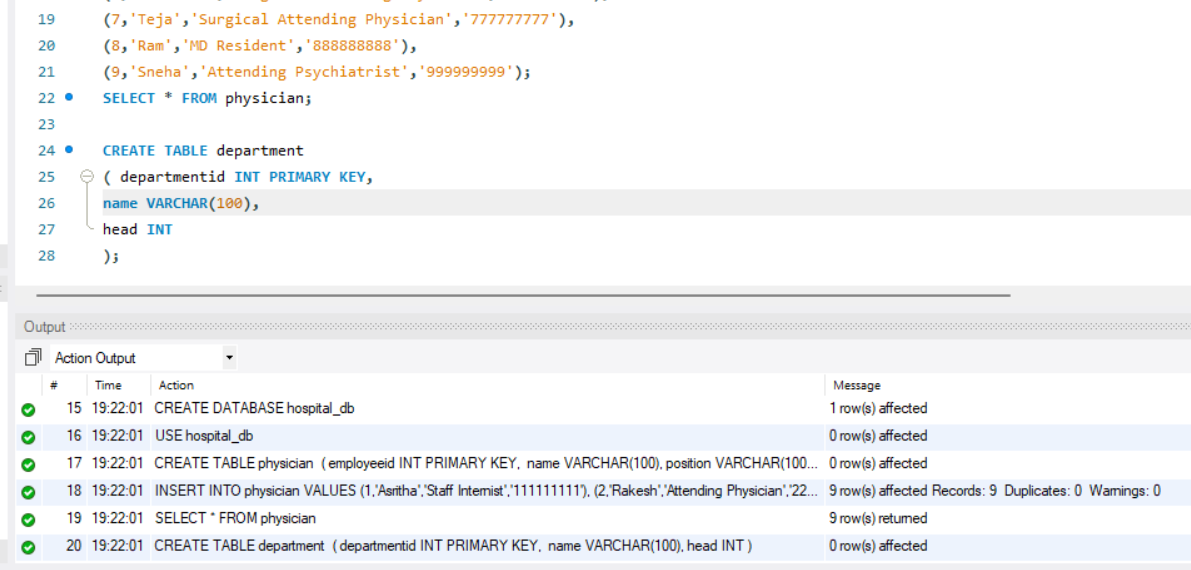 19 (7,'Teja','Surgical Attending Physician','777777777'),
20 (8,'Ram','MD Resident','888888888'),
21 (9,'Sneha','Attending Psychiatrist','999999999');
22 SELECT * FROM physician;
23
24 CREATE TABLE department
25 ( departmentid INT PRIMARY KEY,
26 name VARCHAR(100),
27 head INT
28 );
Output
Action Output
# Time Action Message
15 19:22:01 CREATE DATABASE hospital_db 1 row(s) affected
16 19:22:01 USE hospital_db 0 row(s) affected
17 19:22:01 CREATE TABLE physician ( employeeid INT PRIMARY KEY, name VARCHAR(100), position VARCHAR(100... 0 row(s) affected
18 19:22:01 INSERT INTO physician VALUES (1,'Asritha','Staff Internist','111111111'), (2,'Rakesh','Attending Physician','22... 9 row(s) affected Records: 9 Duplicates: 0 Warnings: 0
19 19:22:01 SELECT * FROM physician 9 row(s) returned
20 19:22:01 CREATE TABLE department ( departmentid INT PRIMARY KEY, name VARCHAR(100), head INT ) 0 row(s) affected